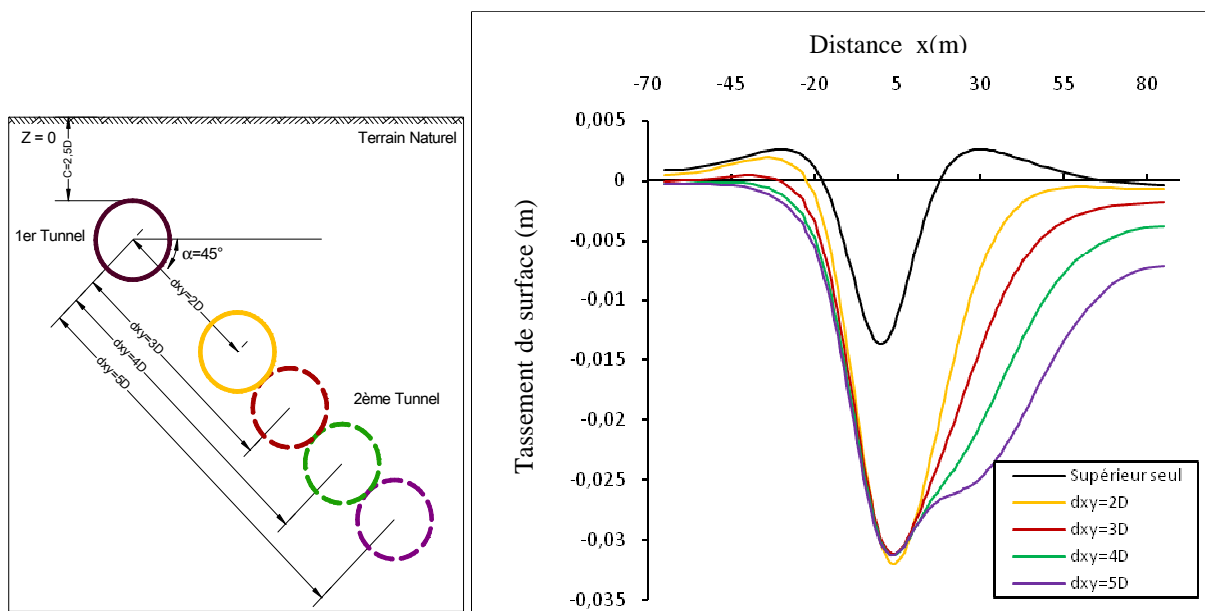 Z = 0
Terrain Naturel
C=2,5D
1er Tunnel
α=45°
dxy=2D
dxy=3D
dxy=4D
dxy=5D
2ème Tunnel
Distance x(m)
-70 -45 -20 5 30 55 80
Tassement de surface (m)
0,005
0
-0,005
-0,01
-0,015
-0,02
-0,025
-0,03
-0,035
Supérieur seul
dxy=2D
dxy=3D
dxy=4D
dxy=5D